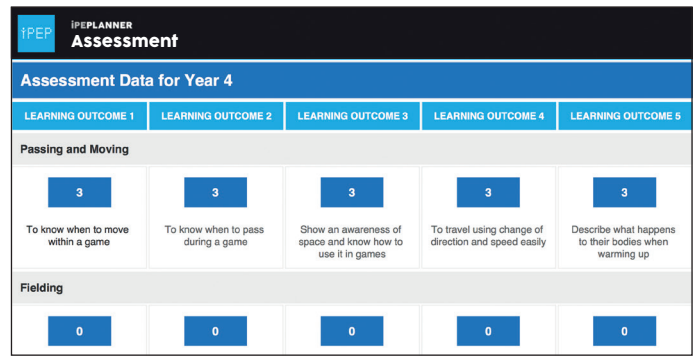 iPEP
iPEPLANNER
Assessment
Assessment Data for Year 4
LEARNING OUTCOME 1
LEARNING OUTCOME 2
LEARNING OUTCOME 3
LEARNING OUTCOME 4
LEARNING OUTCOME 5
Passing and Moving
3
3
3
3
3
To know when to move
within a game
To know when to pass
during a game
Show an awareness of
space and know how to
use it in games
To travel using change of
direction and speed easily
Describe what happens
to their bodies when
warming up
Fielding
0
0
0
0
0